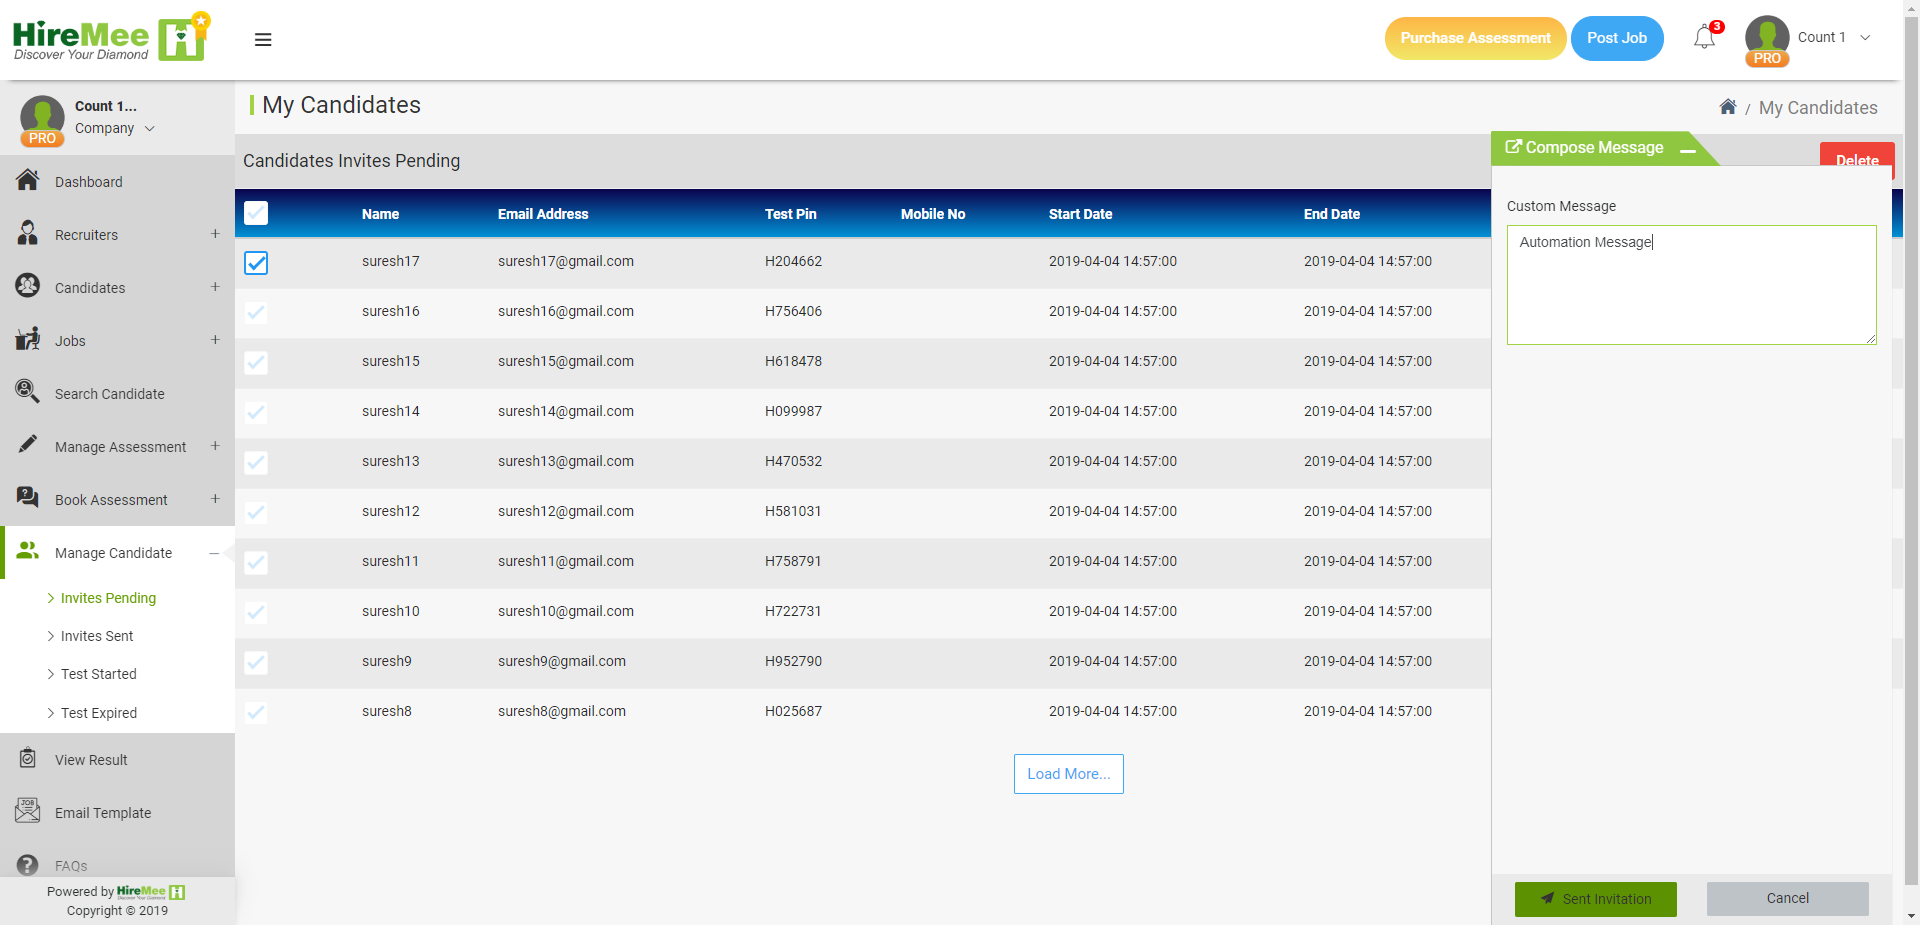 HireMee
Discover Your Diamond
Purchase Assessment
Post Job
3
PRO
Count 1
Count 1...
Company
PRO
My Candidates
/ My Candidates
Dashboard
Recruiters +
Candidates +
Jobs +
Search Candidate
Manage Assessment +
Book Assessment +
Manage Candidate –
Invites Pending
Invites Sent
Test Started
Test Expired
View Result
JOB
Email Template
FAQs
Powered by HireMee
Discover Your Diamond
Copyright © 2019
Candidates Invites Pending
Delete
Name Email Address Test Pin Mobile No Start Date End Date
suresh17 suresh17@gmail.com H204662 2019-04-04 14:57:00 2019-04-04 14:57:00
suresh16 suresh16@gmail.com H756406 2019-04-04 14:57:00 2019-04-04 14:57:00
suresh15 suresh15@gmail.com H618478 2019-04-04 14:57:00 2019-04-04 14:57:00
suresh14 suresh14@gmail.com H099987 2019-04-04 14:57:00 2019-04-04 14:57:00
suresh13 suresh13@gmail.com H470532 2019-04-04 14:57:00 2019-04-04 14:57:00
suresh12 suresh12@gmail.com H581031 2019-04-04 14:57:00 2019-04-04 14:57:00
suresh11 suresh11@gmail.com H758791 2019-04-04 14:57:00 2019-04-04 14:57:00
suresh10 suresh10@gmail.com H722731 2019-04-04 14:57:00 2019-04-04 14:57:00
suresh9 suresh9@gmail.com H952790 2019-04-04 14:57:00 2019-04-04 14:57:00
suresh8 suresh8@gmail.com H025687 2019-04-04 14:57:00 2019-04-04 14:57:00
Load More...
Compose Message
Custom Message
Automation Message
Sent Invitation
Cancel